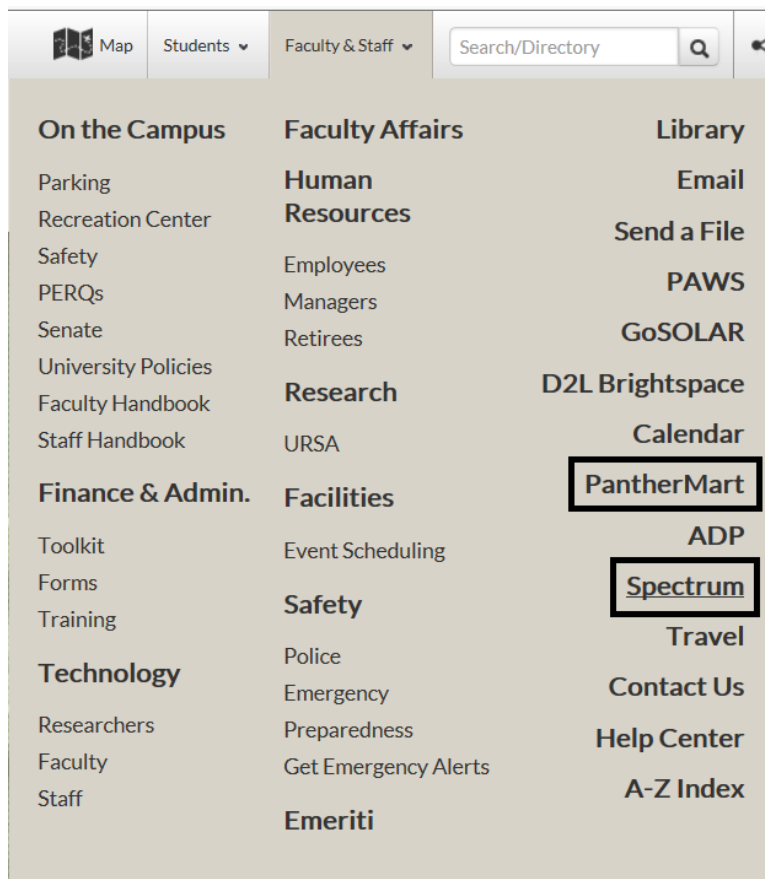 Map
Students
Faculty & Staff
Search/Directory
On the Campus
Parking
Recreation Center
Safety
PERQs
Senate
University Policies
Faculty Handbook
Staff Handbook
Finance & Admin.
Toolkit
Forms
Training
Technology
Researchers
Faculty
Staff
Faculty Affairs
Human
Resources
Employees
Managers
Retirees
Research
URSA
Facilities
Event Scheduling
Safety
Police
Emergency
Preparedness
Get Emergency Alerts
Emeriti
Library
Email
Send a File
PAWS
GoSOLAR
D2L Brightspace
Calendar
PantherMart
ADP
Spectrum
Travel
Contact Us
Help Center
A-Z Index